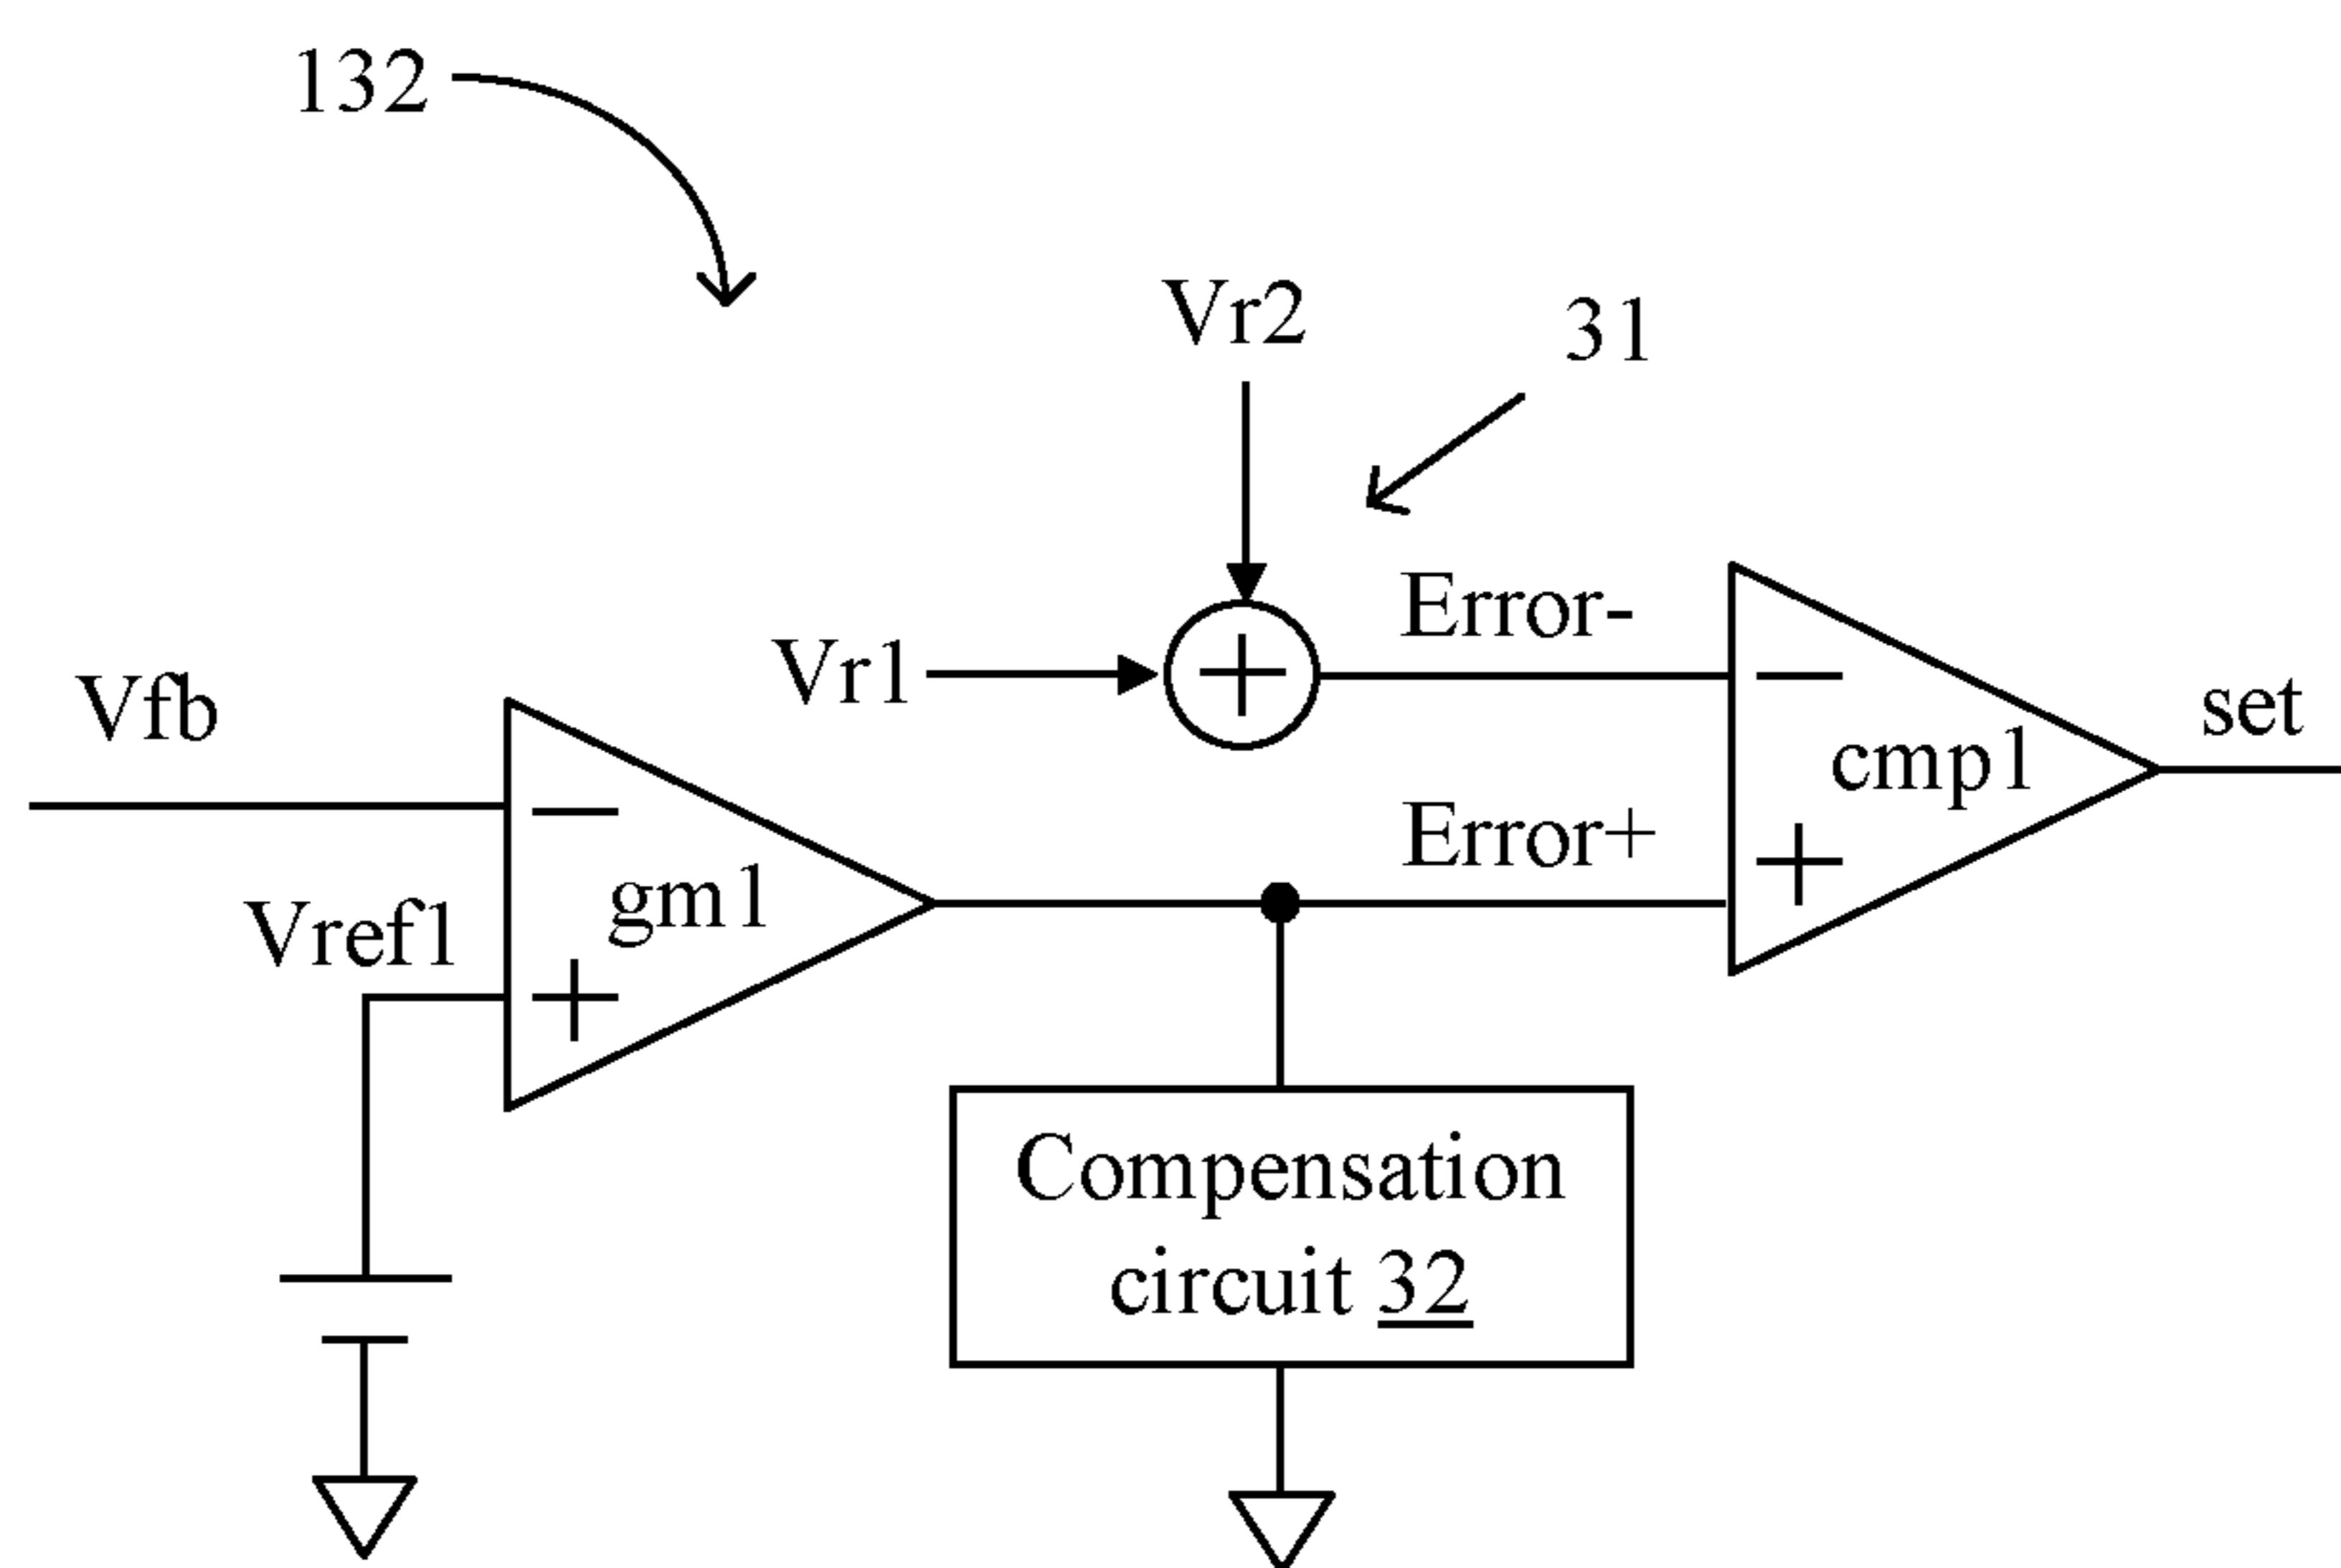 132
Vr2
31
Error-
Vr1
Vfb
set
cmp1
Error+
gm1
Vref1
Compensation
circuit 32